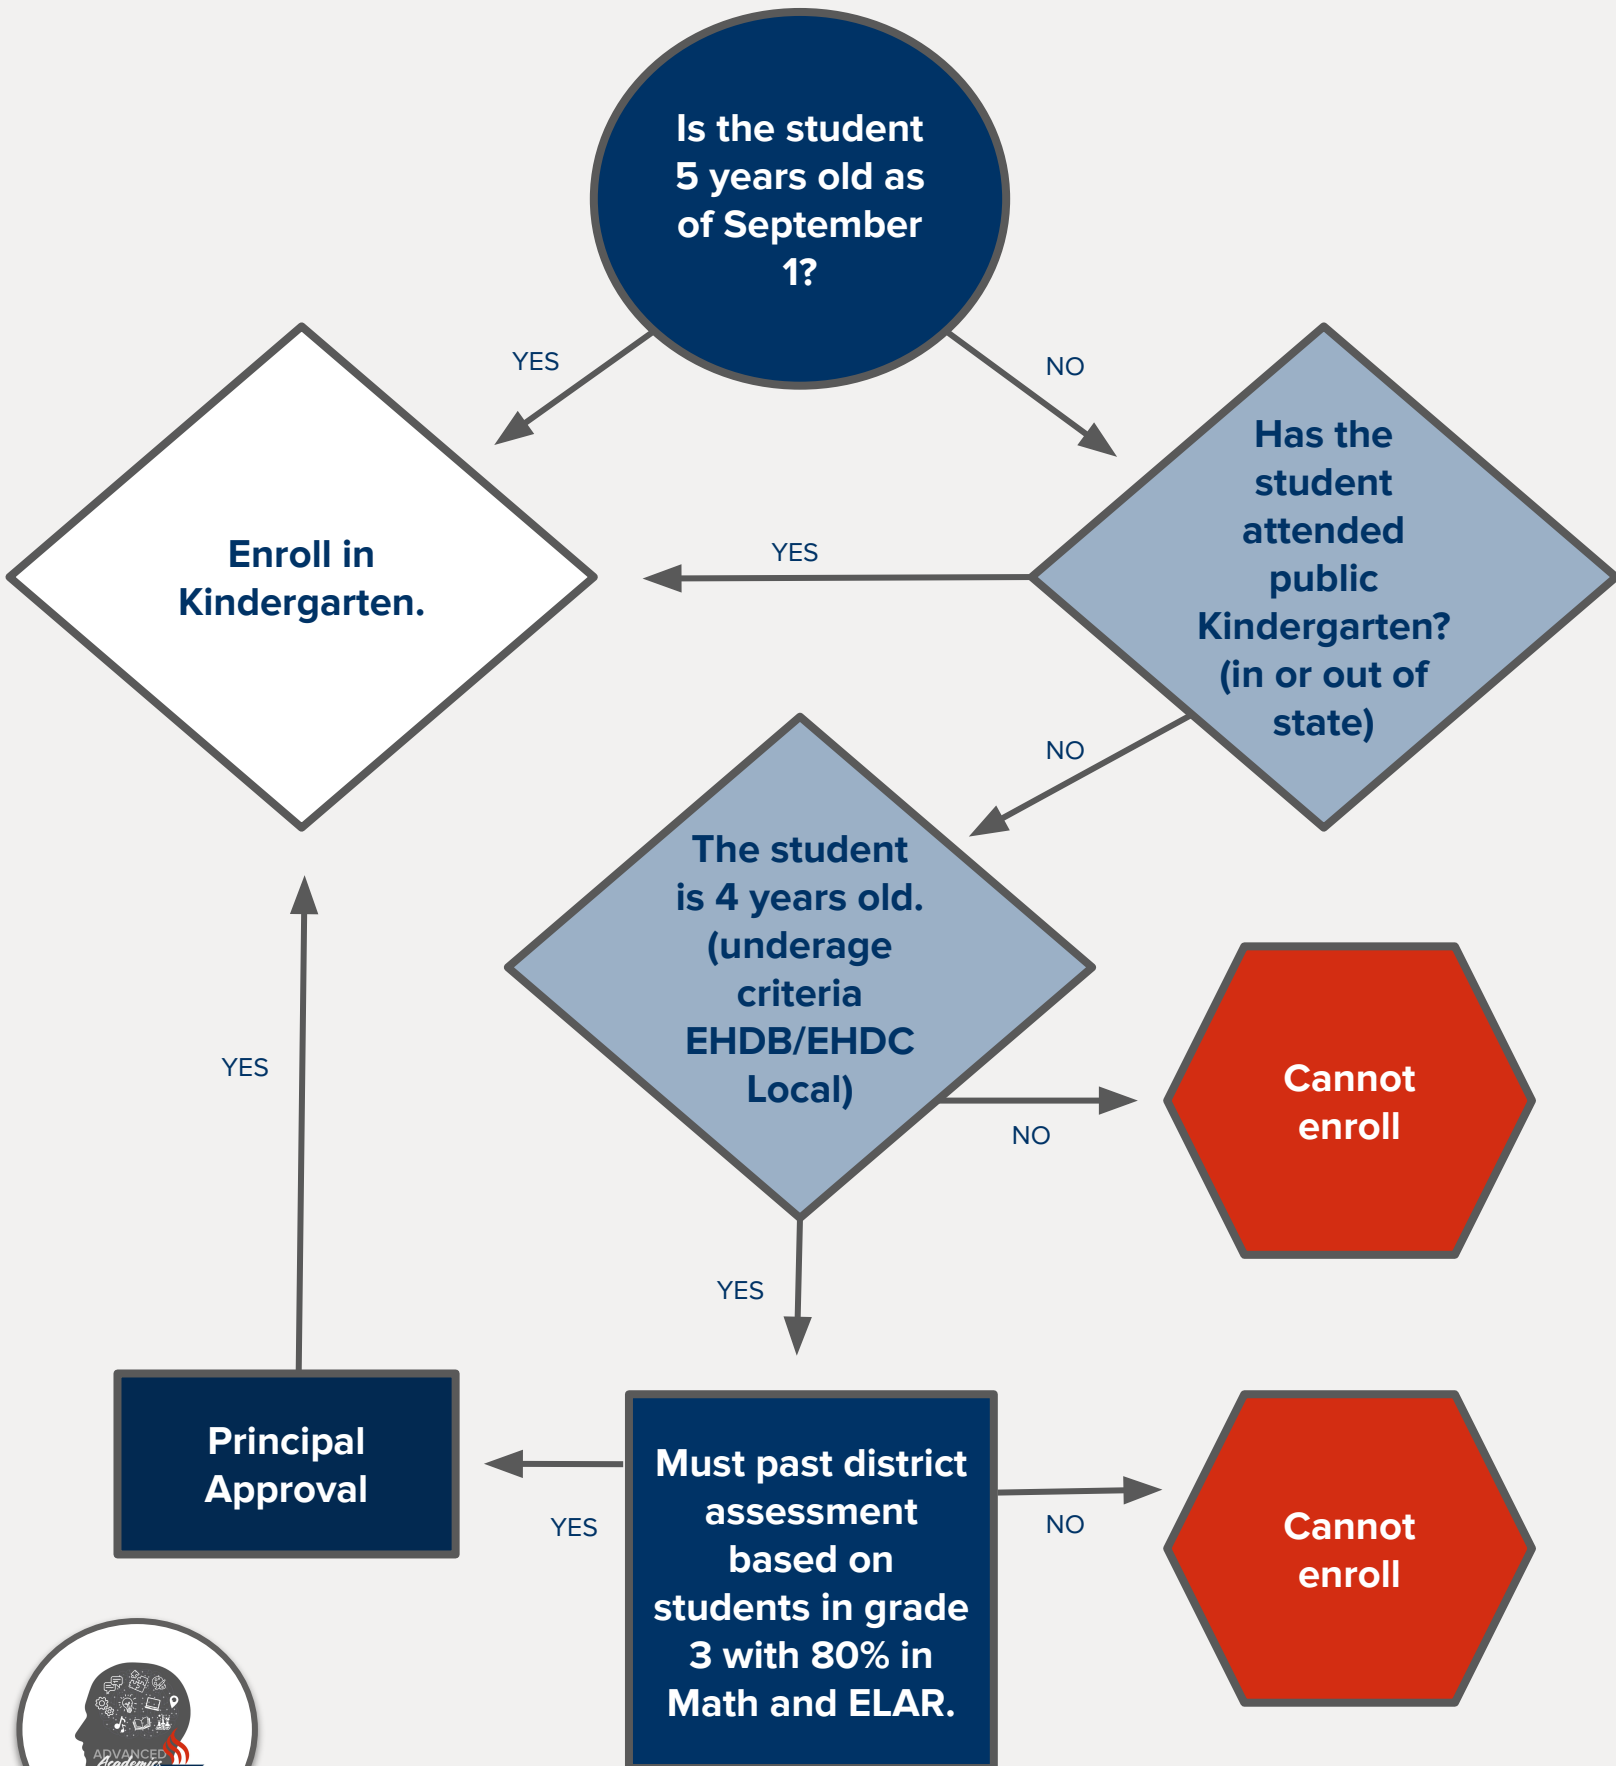 Is the student
5 years old as
of September
1?
YES
NO
Has the
student
attended
public
Kindergarten?
(in or out of
state)
YES
Enroll in
Kindergarten.
NO
The student
is 4 years old.
(underage
criteria
EHDB/EHDC
Local)
NO
Cannot
enroll
YES
YES
Principal
Approval
YES
Must past district
assessment
based on
students in grade
3 with 80% in
Math and ELAR.
NO
Cannot
enroll
ADVANCED
Academics